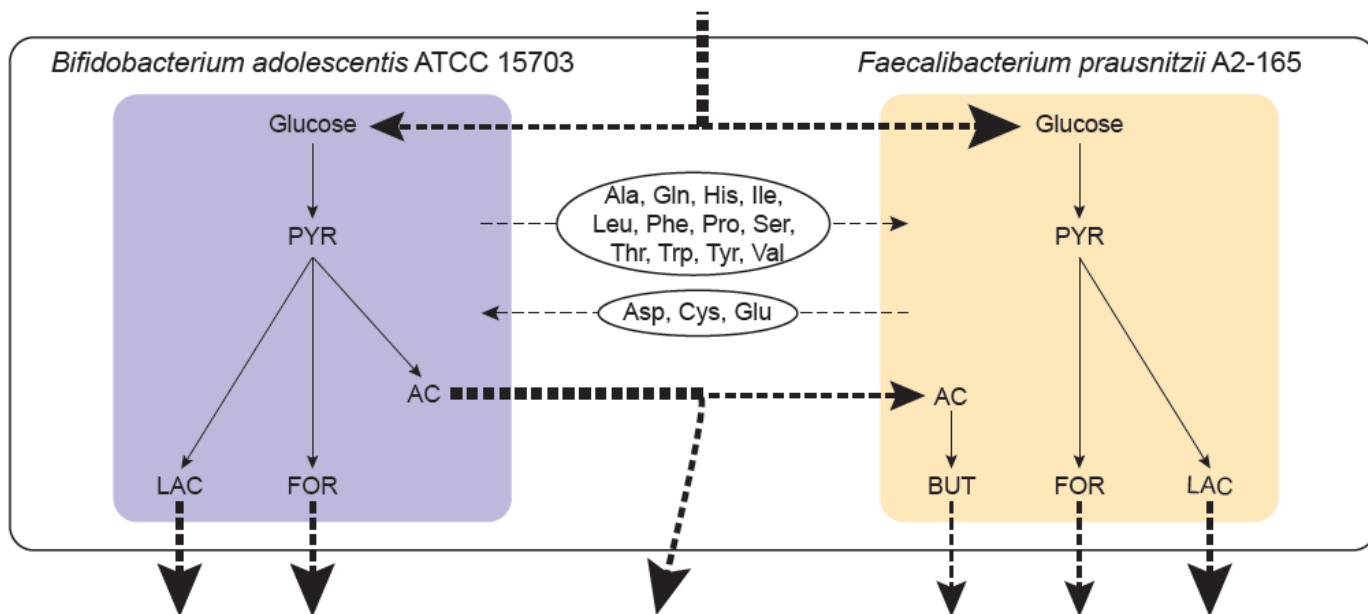 Bifidobacterium adolescentis ATCC 15703
Faecalibacterium prausnitzii A2-165
Glucose
Glucose
Ala, Gln, His, Ile,
Leu, Phe, Pro, Ser,
Thr, Trp, Tyr, Val
PYR
PYR
Asp, Cys, Glu
AC
AC
LAC
FOR
BUT
FOR
LAC